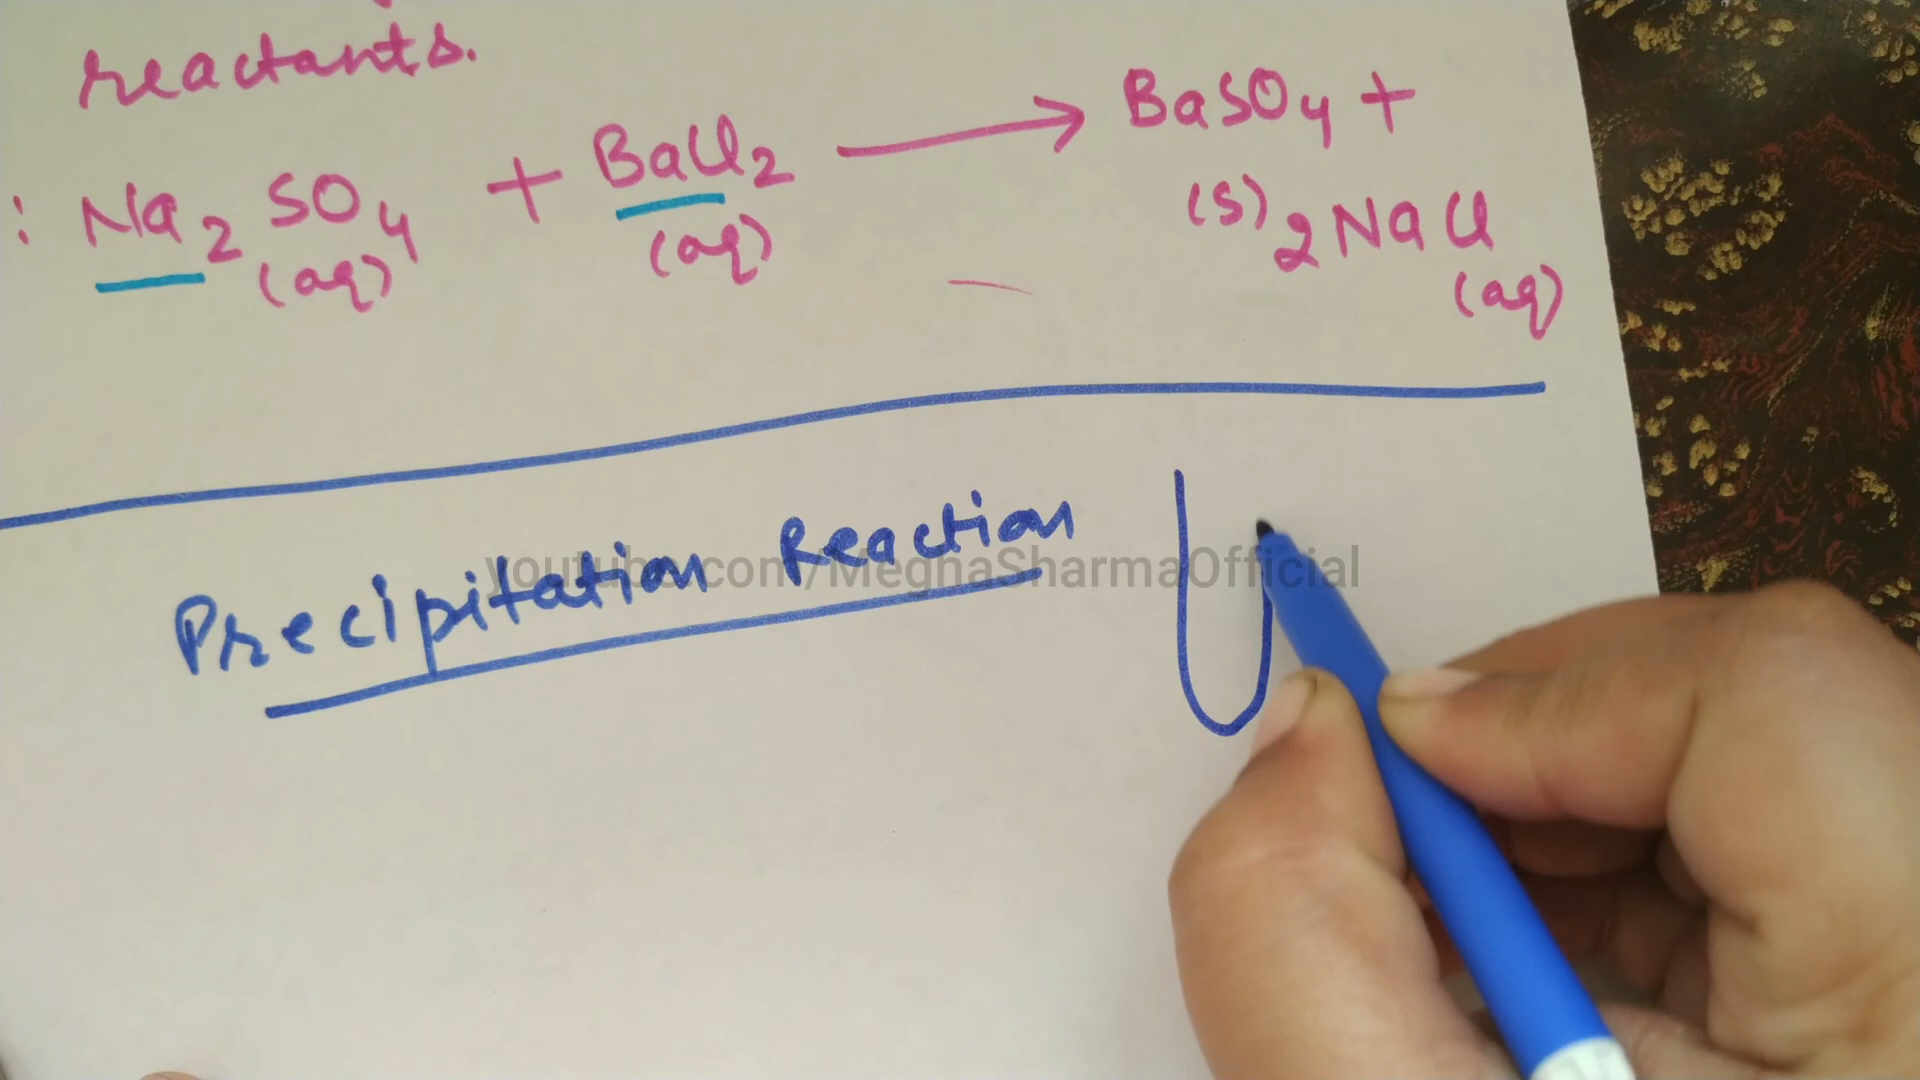 reactants.
: Na₂SO₄ + BaCl₂ ⟶ BaSO₄ +
(aq) (aq) (s) 2NaCl
(aq)
Precipitation Reaction
youtube.com/MeghaSharmaOfficial